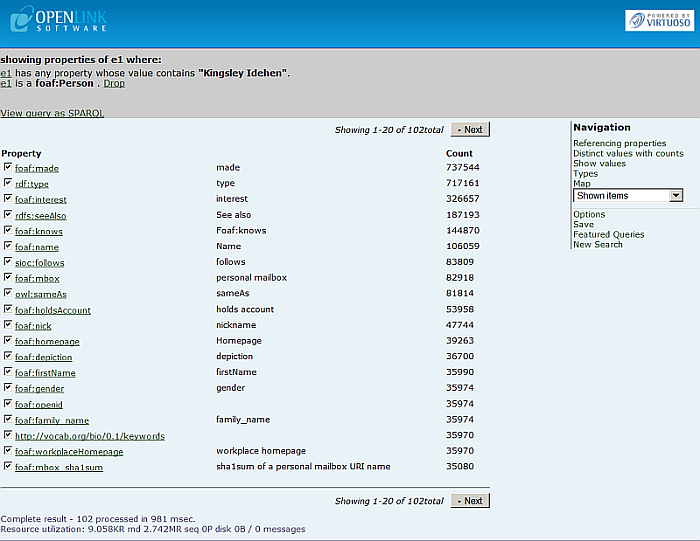 OPENLINK
SOFTWARE
POWERED BY
VIRTUOSO
showing properties of e1 where:
e1 has any property whose value contains "Kingsley Idehen".
e1 is a foaf:Person . Drop
View query as SPARQL
Showing 1-20 of 102total - Next
Property Count
foaf:made made 737544
rdf:type type 717161
foaf:interest interest 326657
rdfs:seeAlso See also 187193
foaf:knows Foaf:knows 144870
foaf:name Name 106059
sioc:follows follows 83809
foaf:mbox personal mailbox 82918
owl:sameAs sameAs 81814
foaf:holdsAccount holds account 53958
foaf:nick nickname 47744
foaf:homepage Homepage 39263
foaf:depiction depiction 36700
foaf:firstName firstName 35990
foaf:gender gender 35974
foaf:openid 35974
foaf:family_name family_name 35974
http://vocab.org/bio/0.1/keywords 35970
foaf:workplaceHomepage workplace homepage 35970
foaf:mbox_sha1sum sha1sum of a personal mailbox URI name 35080
Showing 1-20 of 102total - Next
Complete result - 102 processed in 981 msec.
Resource utilization: 9.058KR rnd 2.742MR seq 0P disk 0B / 0 messages
Navigation
Referencing properties
Distinct values with counts
Show values
Types
Map
Shown items
Options
Save
Featured Queries
New Search